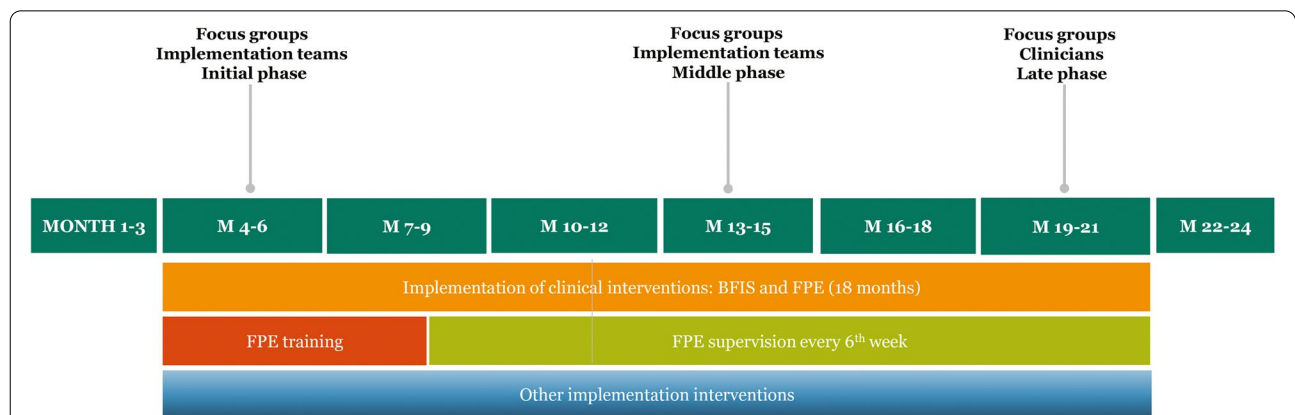 Focus groups
Implementation teams
Initial phase
Focus groups
Implementation teams
Middle phase
Focus groups
Clinicians
Late phase
MONTH 1-3
M 4-6
M 7-9
M 10-12
M 13-15
M 16-18
M 19-21
M 22-24
Implementation of clinical interventions: BFIS and FPE (18 months)
FPE training
FPE supervision every 6th week
Other implementation interventions